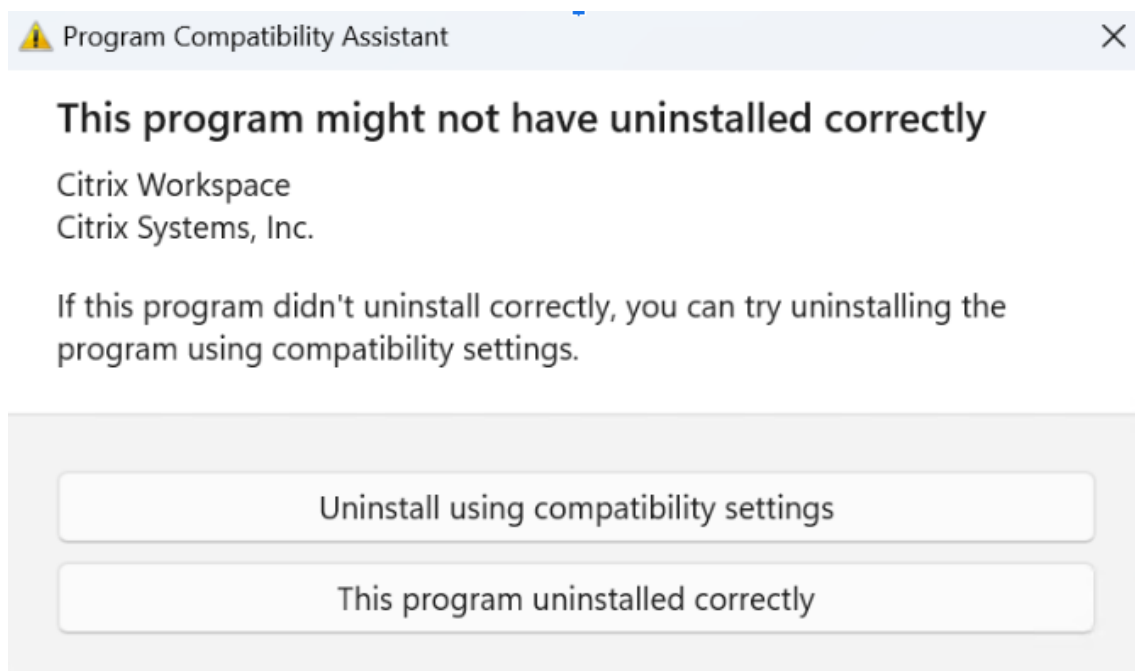 Program Compatibility Assistant
This program might not have uninstalled correctly
Citrix Workspace
Citrix Systems, Inc.
If this program didn't uninstall correctly, you can try uninstalling the
program using compatibility settings.
Uninstall using compatibility settings
This program uninstalled correctly